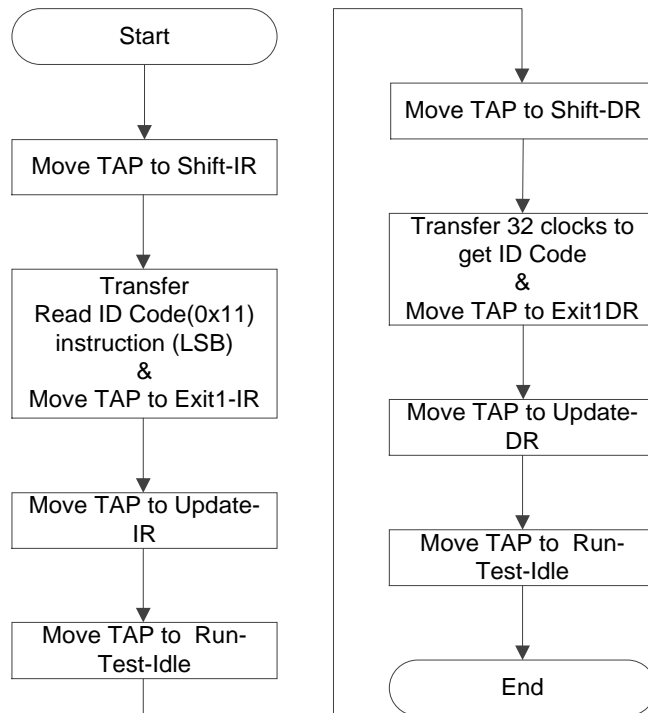 Start
Move TAP to Shift-IR
Transfer
Read ID Code(0x11)
instruction (LSB)
&
Move TAP to Exit1-IR
Move TAP to Update-
IR
Move TAP to  Run-
Test-Idle
Move TAP to Shift-DR
Transfer 32 clocks to
get ID Code
&
Move TAP to Exit1DR
Move TAP to Update-
DR
Move TAP to  Run-
Test-Idle
End